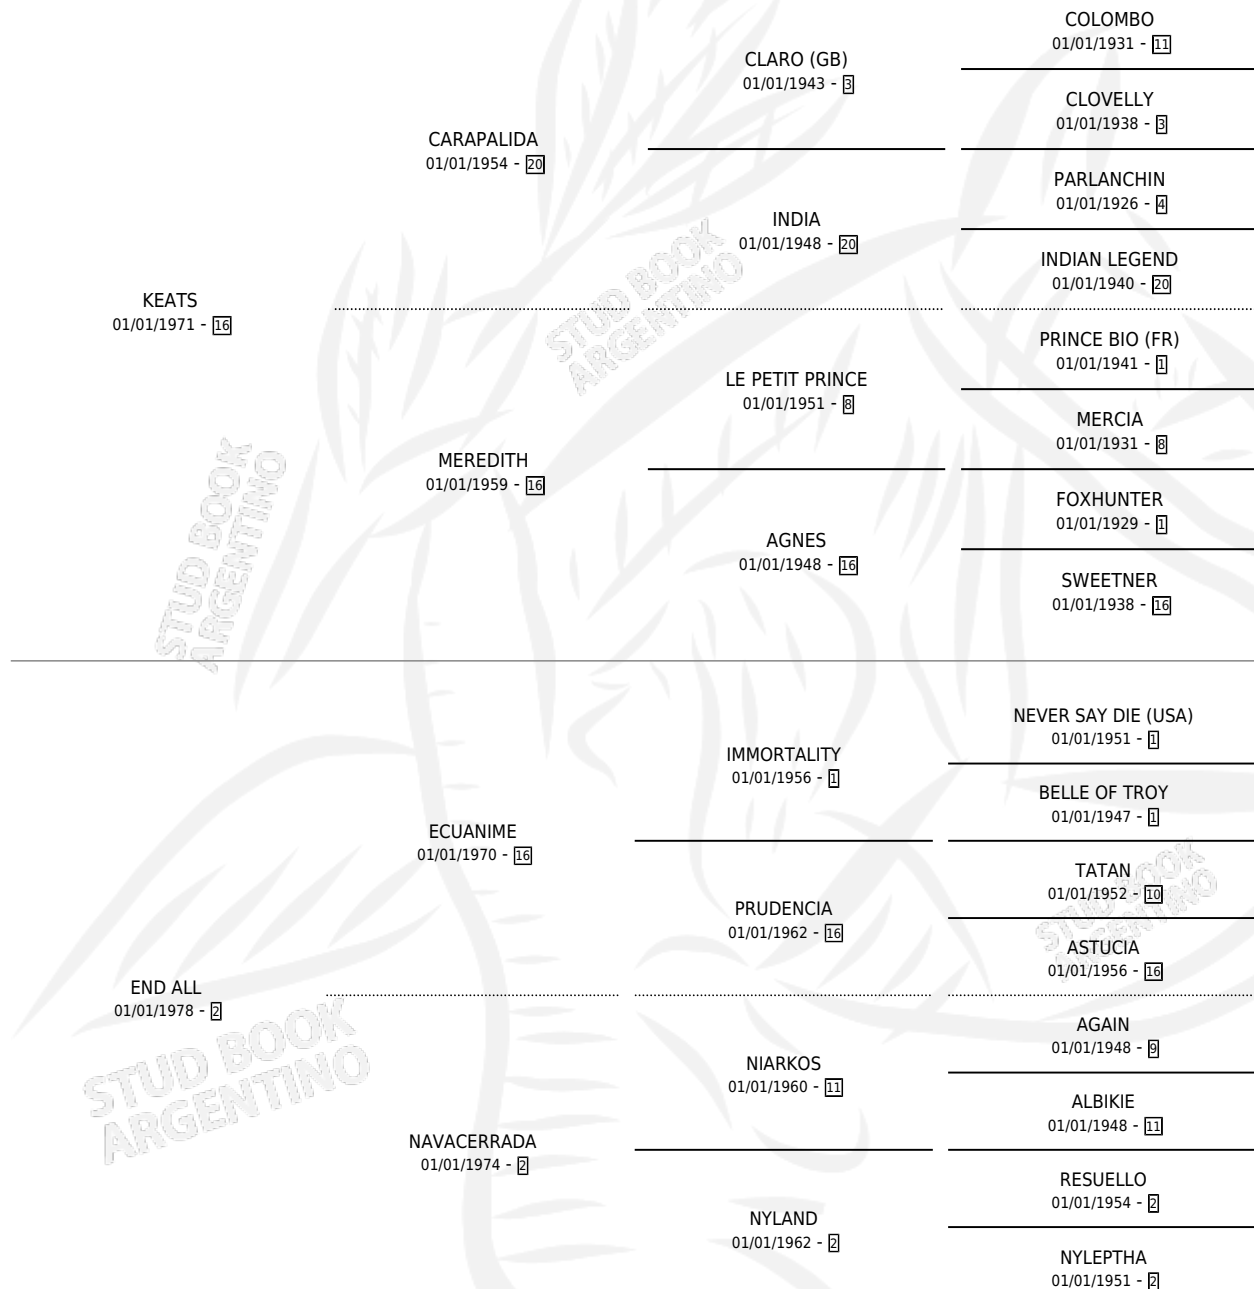 COLOMBO
01/01/1931 - 11
CLARO (GB)
01/01/1943 - 3
CLOVELLY
01/01/1938 - 3
CARAPALIDA
01/01/1954 - 20
PARLANCHIN
01/01/1926 - 4
INDIA
01/01/1948 - 20
INDIAN LEGEND
01/01/1940 - 20
KEATS
01/01/1971 - 16
PRINCE BIO (FR)
01/01/1941 - 1
LE PETIT PRINCE
01/01/1951 - 8
MERCIA
01/01/1931 - 8
MEREDITH
01/01/1959 - 16
FOXHUNTER
01/01/1929 - 1
AGNES
01/01/1948 - 16
SWEETNER
01/01/1938 - 16
NEVER SAY DIE (USA)
01/01/1951 - 1
IMMORTALITY
01/01/1956 - 1
BELLE OF TROY
01/01/1947 - 1
ECUANIME
01/01/1970 - 16
TATAN
01/01/1952 - 10
PRUDENCIA
01/01/1962 - 16
ASTUCIA
01/01/1956 - 16
END ALL
01/01/1978 - 2
AGAIN
01/01/1948 - 9
NIARKOS
01/01/1960 - 11
ALBIKIE
01/01/1948 - 11
NAVACERRADA
01/01/1974 - 2
RESUELLO
01/01/1954 - 2
NYLAND
01/01/1962 - 2
NYLEPTHA
01/01/1951 - 2
STUD BOOK
ARGENTINO
STUD BOOK
ARGENTINO
STUD BOOK
ARGENTINO
STUD BOOK
ARGENTINO